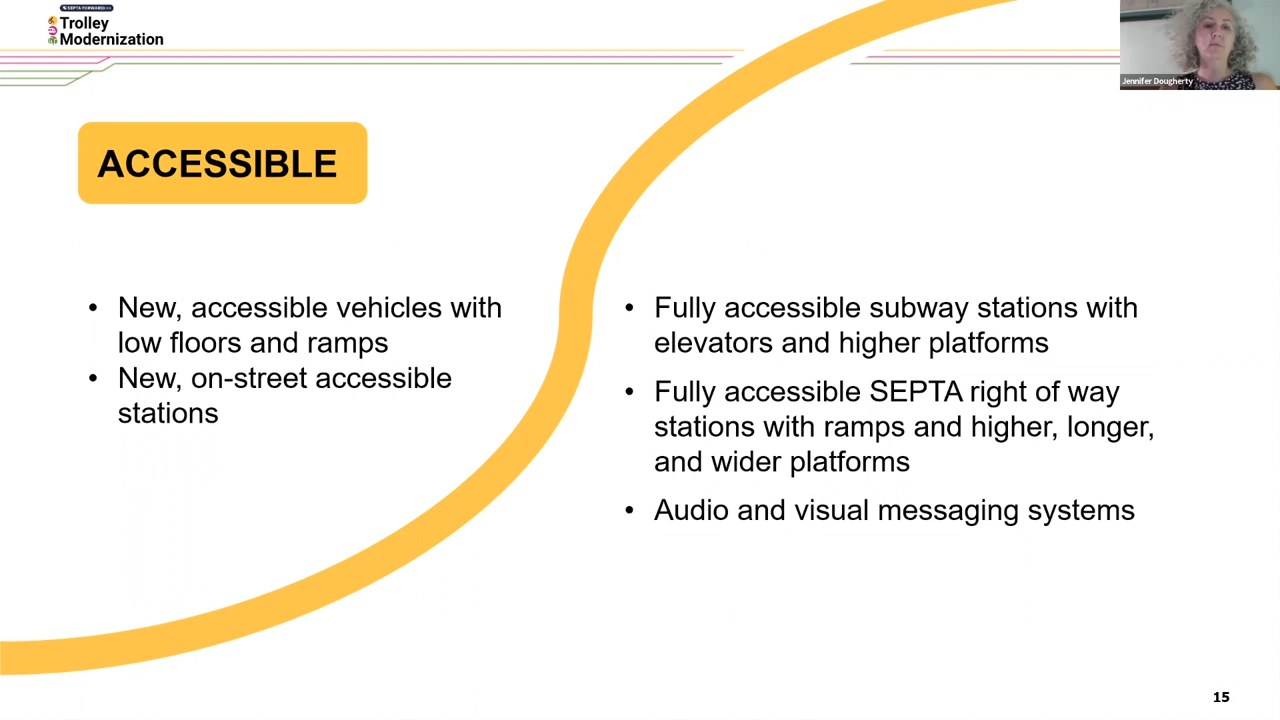 SEPTA FORWARD
Trolley
Modernization
Jennifer Dougherty
ACCESSIBLE
• New, accessible vehicles with
low floors and ramps
• New, on-street accessible
stations
• Fully accessible subway stations with
elevators and higher platforms
• Fully accessible SEPTA right of way
stations with ramps and higher, longer,
and wider platforms
• Audio and visual messaging systems
15